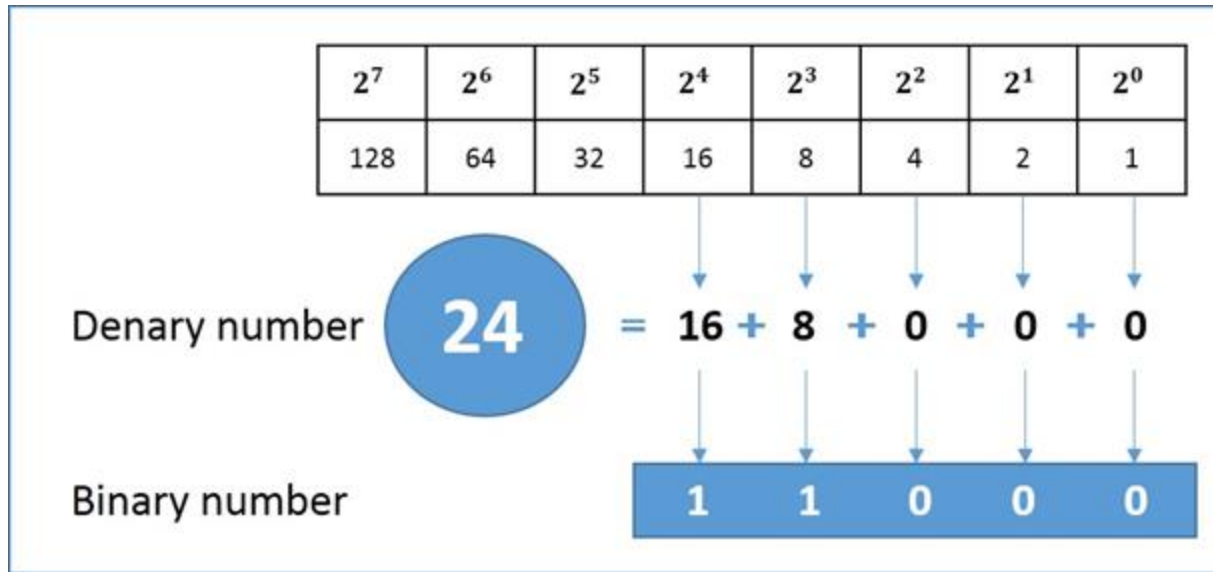 2⁷ 2⁶ 2⁵ 2⁴ 2³ 2² 2¹ 2⁰
128 64 32 16 8 4 2 1
Denary number 24 = 16 + 8 + 0 + 0 + 0
Binary number 1 1 0 0 0